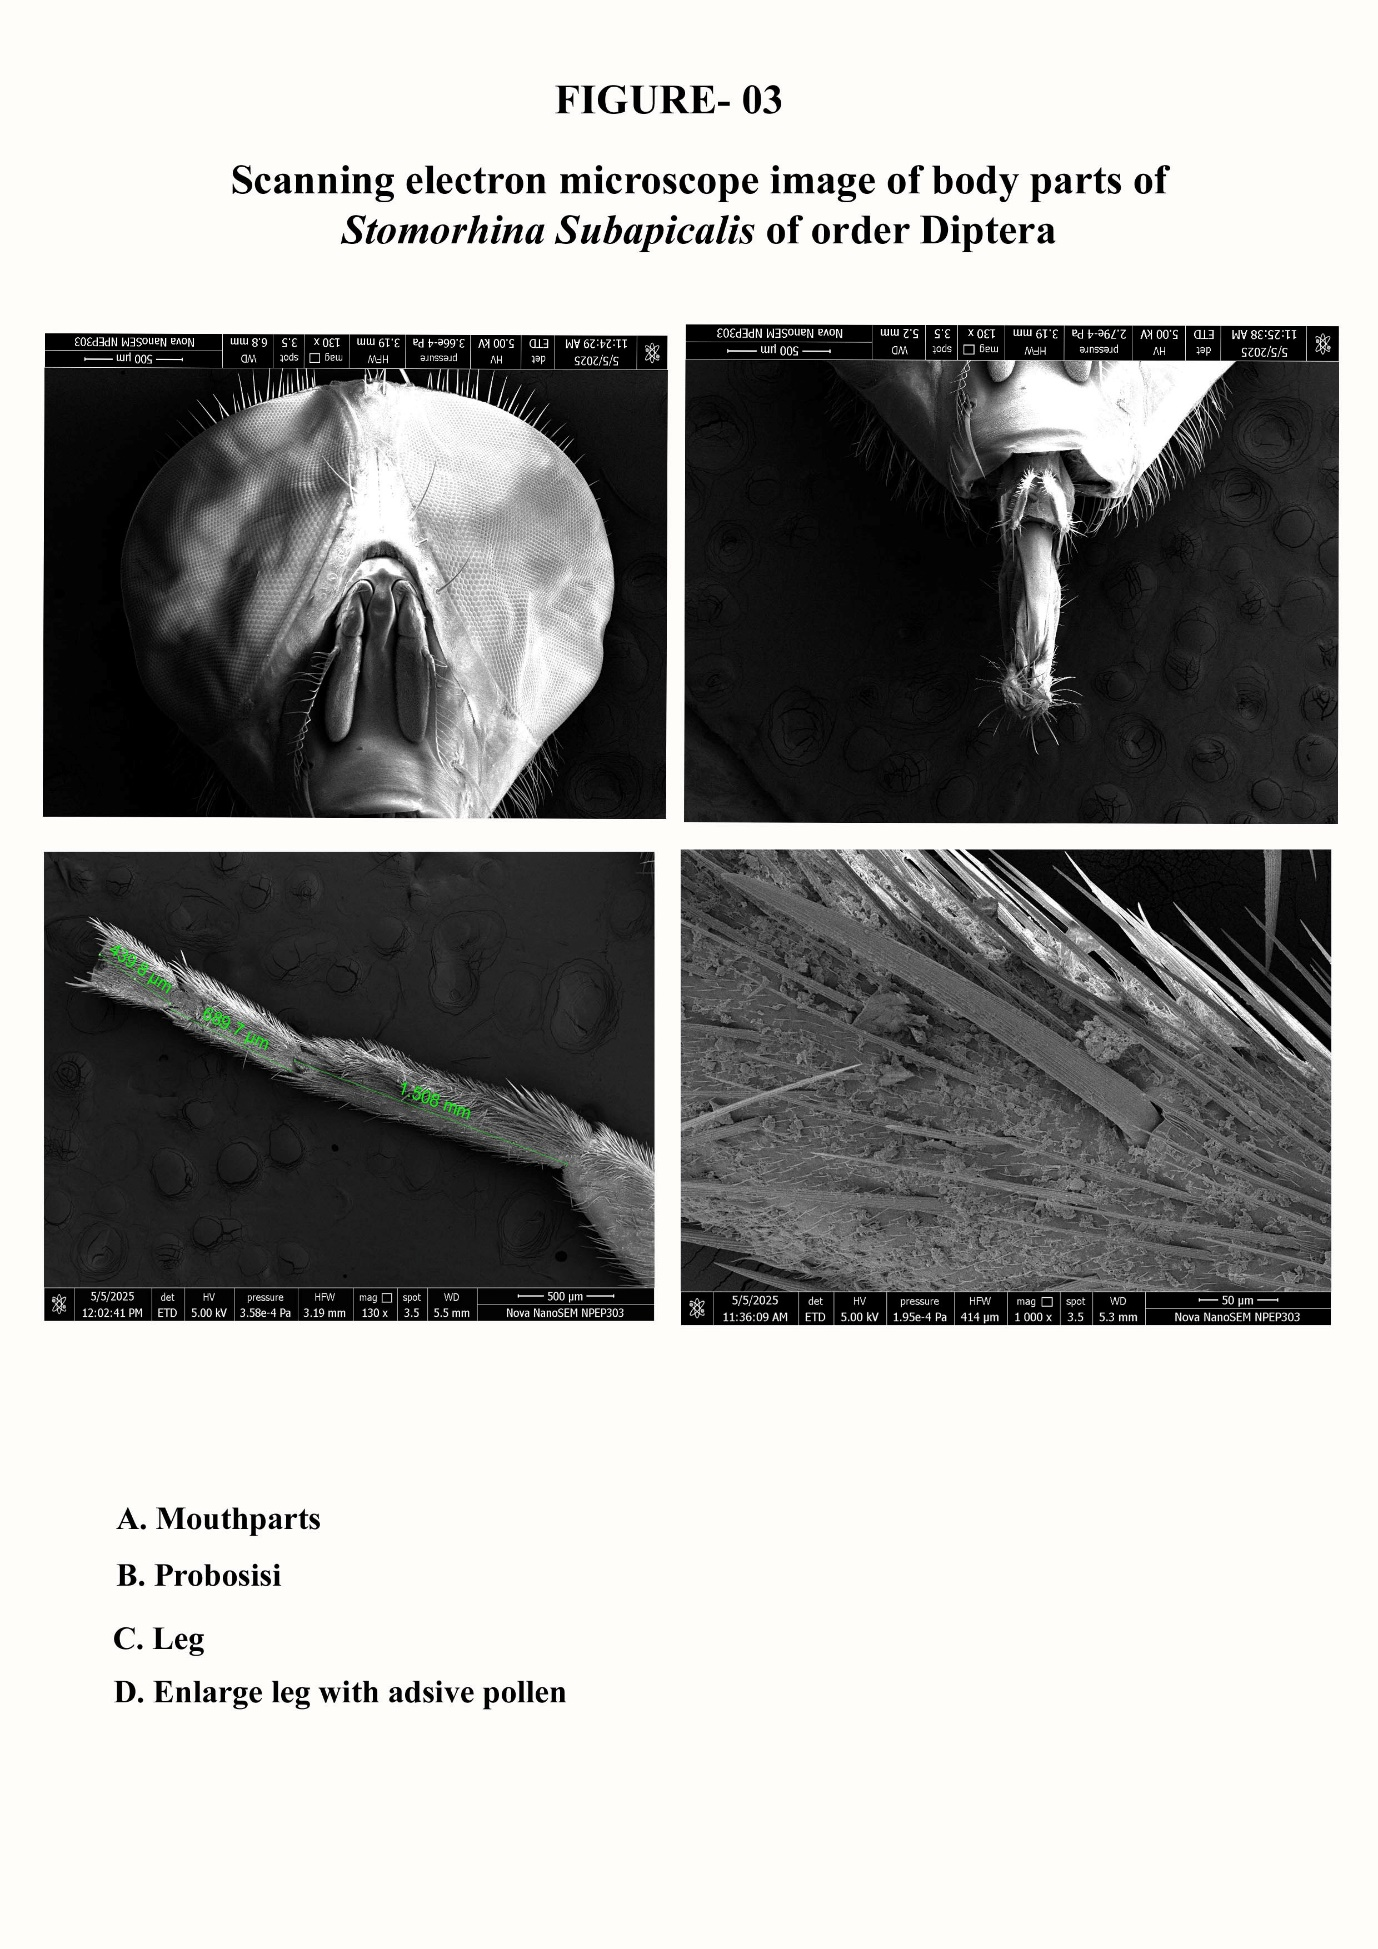 FIGURE- 03
Scanning electron microscope image of body parts of
Stomorhina Subapicalis of order Diptera
5/5/2025 det HV pressure HFW mag spot WD 500 µm
11:24:29 AM ETD 5.00 kV 3.66e-4 Pa 3.19 mm 130 x 3.5 6.8 mm Nova NanoSEM NPEP303
5/5/2025 det HV pressure HFW mag spot WD 500 µm
11:25:38 AM ETD 5.00 kV 2.79e-4 Pa 3.19 mm 130 x 3.5 5.2 mm Nova NanoSEM NPEP303
439.8 µm
689.7 µm
1.508 mm
5/5/2025 det HV pressure HFW mag spot WD 500 µm
12:02:41 PM ETD 5.00 kV 3.58e-4 Pa 3.19 mm 130 x 3.5 5.5 mm Nova NanoSEM NPEP303
5/5/2025 det HV pressure HFW mag spot WD 50 µm
11:36:09 AM ETD 5.00 kV 1.95e-4 Pa 414 µm 1 000 x 3.5 5.3 mm Nova NanoSEM NPEP303
A. Mouthparts
B. Probosisi
C. Leg
D. Enlarge leg with adsive pollen